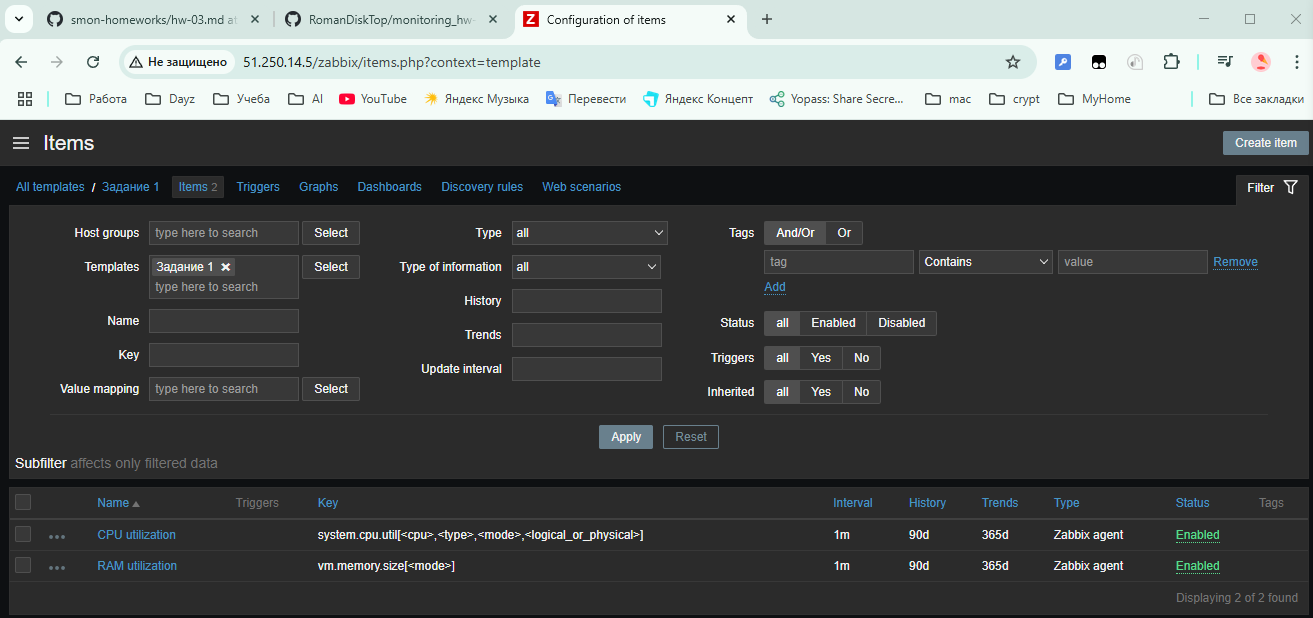 smon-homeworks/hw-03.md at
RomanDiskTop/monitoring_hw-
Configuration of items
Не защищено
51.250.14.5/zabbix/items.php?context=template
Работа
Dayz
Учеба
AI
YouTube
Яндекс Музыка
Перевести
Яндекс Концепт
Yopass: Share Secre...
mac
crypt
MyHome
Все закладки
Items
Create item
All templates / Задание 1 Items 2 Triggers Graphs Dashboards Discovery rules Web scenarios
Filter
Host groups type here to search Select
Templates Задание 1 Select
type here to search
Name
Key
Value mapping type here to search Select
Type all
Type of information all
History
Trends
Update interval
Tags And/Or Or
tag Contains value Remove
Add
Status all Enabled Disabled
Triggers all Yes No
Inherited all Yes No
Apply Reset
Subfilter affects only filtered data
Name Triggers Key Interval History Trends Type Status Tags
CPU utilization system.cpu.util[<cpu>,<type>,<mode>,<logical_or_physical>] 1m 90d 365d Zabbix agent Enabled
RAM utilization vm.memory.size[<mode>] 1m 90d 365d Zabbix agent Enabled
Displaying 2 of 2 found